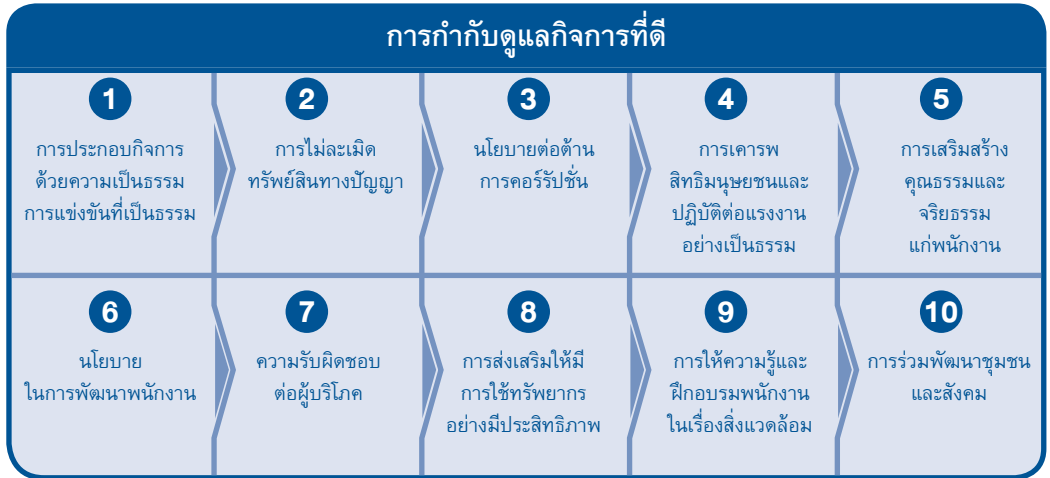 การกำกับดูแลกิจการที่ดี
1
การประกอบกิจการ
ด้วยความเป็นธรรม
การแข่งขันที่เป็นธรรม
2
การไม่ละเมิด
ทรัพย์สินทางปัญญา
3
นโยบายต่อต้าน
การคอร์รัปชั่น
4
การเคารพ
สิทธิมนุษยชนและ
ปฏิบัติต่อแรงงาน
อย่างเป็นธรรม
5
การเสริมสร้าง
คุณธรรมและ
จริยธรรม
แก่พนักงาน
6
นโยบาย
ในการพัฒนาพนักงาน
7
ความรับผิดชอบ
ต่อผู้บริโภค
8
การส่งเสริมให้มี
การใช้ทรัพยากร
อย่างมีประสิทธิภาพ
9
การให้ความรู้และ
ฝึกอบรมพนักงาน
ในเรื่องสิ่งแวดล้อม
10
การร่วมพัฒนาชุมชน
และสังคม